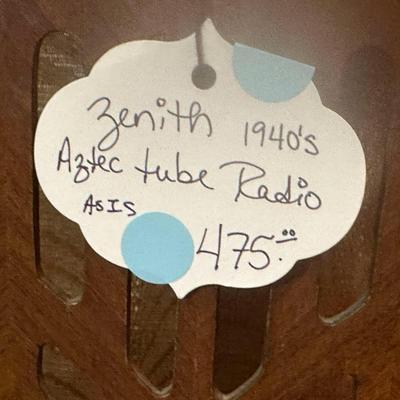 Zenith 1940's
Aztec tube Radio
AS IS
475.00